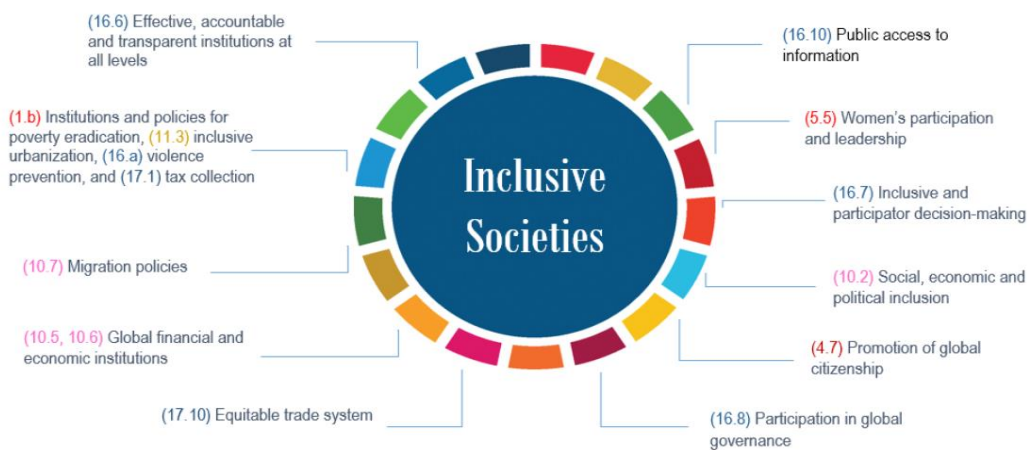 (16.6) Effective, accountable
and transparent institutions at
all levels
(16.10) Public access to
information
(1.b) Institutions and policies for
poverty eradication, (11.3) inclusive
urbanization, (16.a) violence
prevention, and (17.1) tax collection
(5.5) Women’s participation
and leadership
Inclusive
Societies
(16.7) Inclusive and
participator decision-making
(10.7) Migration policies
(10.2) Social, economic and
political inclusion
(10.5, 10.6) Global financial and
economic institutions
(4.7) Promotion of global
citizenship
(17.10) Equitable trade system
(16.8) Participation in global
governance